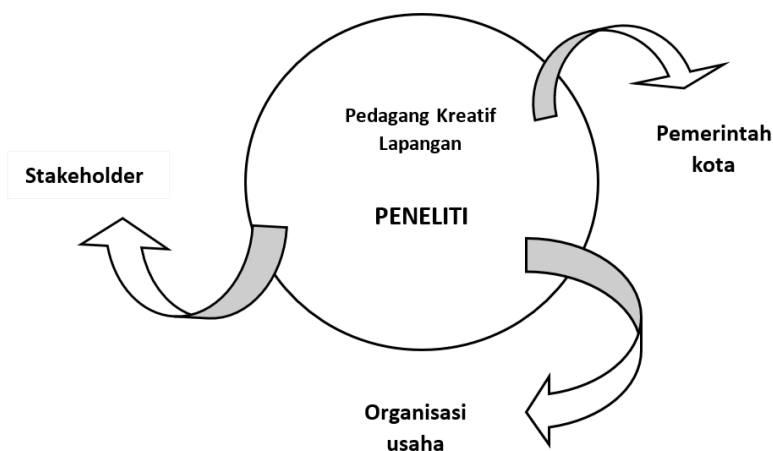 Pedagang Kreatif
Lapangan
PENELITI
Stakeholder
Pemerintah
kota
Organisasi
usaha